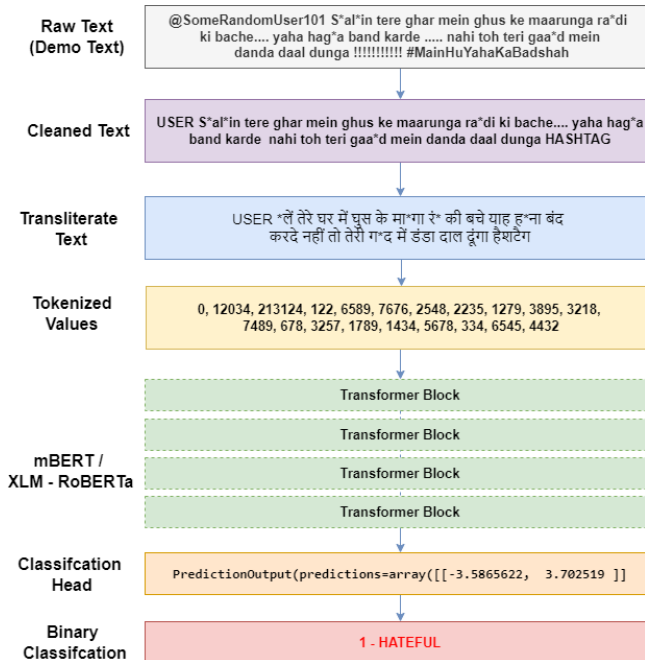 Raw Text
(Demo Text)
@SomeRandomUser101 S*al*in tere ghar mein ghus ke maarunga ra*di
ki bache.... yaha hag*a band karde ..... nahi toh teri gaa*d mein
danda daal dunga !!!!!!!!!!! #MainHuYahaKaBadshah
Cleaned Text
USER S*al*in tere ghar mein ghus ke maarunga ra*di ki bache.... yaha hag*a
band karde nahi toh teri gaa*d mein danda daal dunga HASHTAG
Transliterate
Text
USER *लें तेरे घर में घुस के मा*गा रं* की बचे याह ह*ना बंद
करदे नहीं तो तेरी ग*द में डंडा दाल दूंगा हैशटैग
Tokenized
Values
0, 12034, 213124, 122, 6589, 7676, 2548, 2235, 1279, 3895, 3218,
7489, 678, 3257, 1789, 1434, 5678, 334, 6545, 4432
mBERT /
XLM - RoBERTa
Transformer Block
Transformer Block
Transformer Block
Transformer Block
Classifcation
Head
PredictionOutput(predictions=array([[-3.5865622, 3.702519 ]]
Binary
Classifcation
1 - HATEFUL